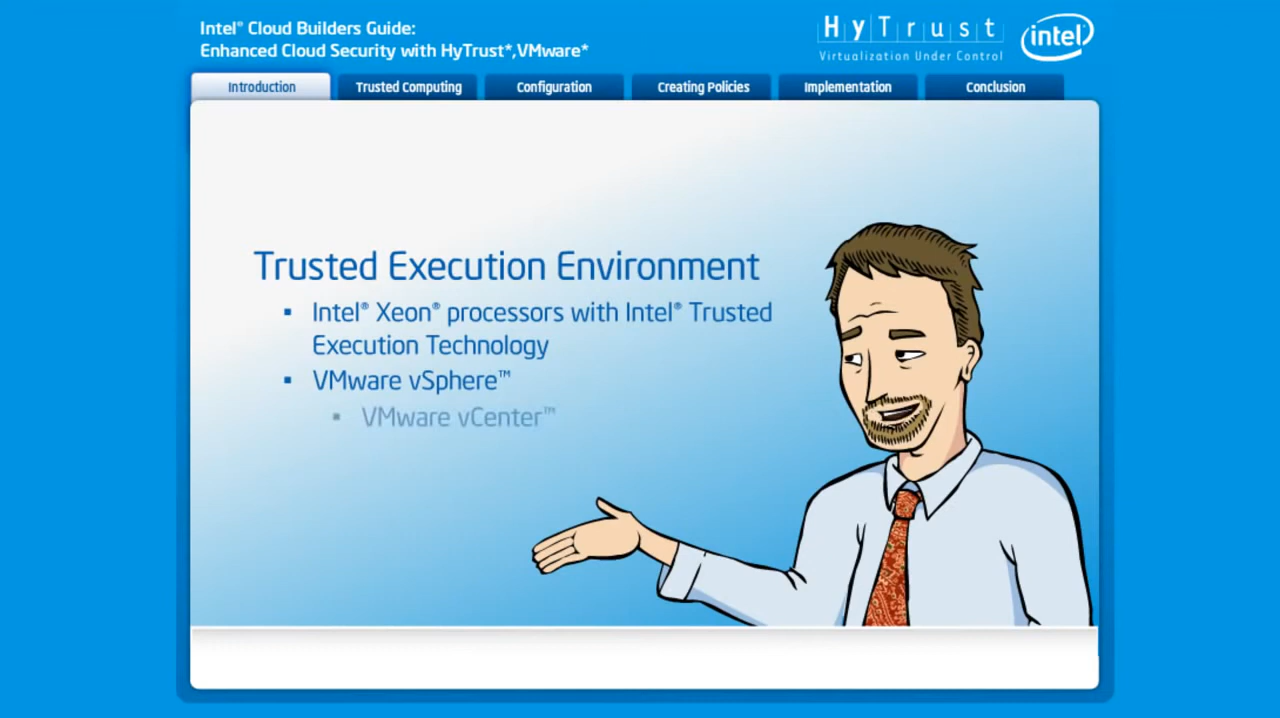 Intel® Cloud Builders Guide:
Enhanced Cloud Security with HyTrust*,VMware*
HyTrust
Virtualization Under Control
intel
Introduction
Trusted Computing
Configuration
Creating Policies
Implementation
Conclusion
Trusted Execution Environment
▪ Intel® Xeon® processors with Intel® Trusted
Execution Technology
▪ VMware vSphere™
▪ VMware vCenter™